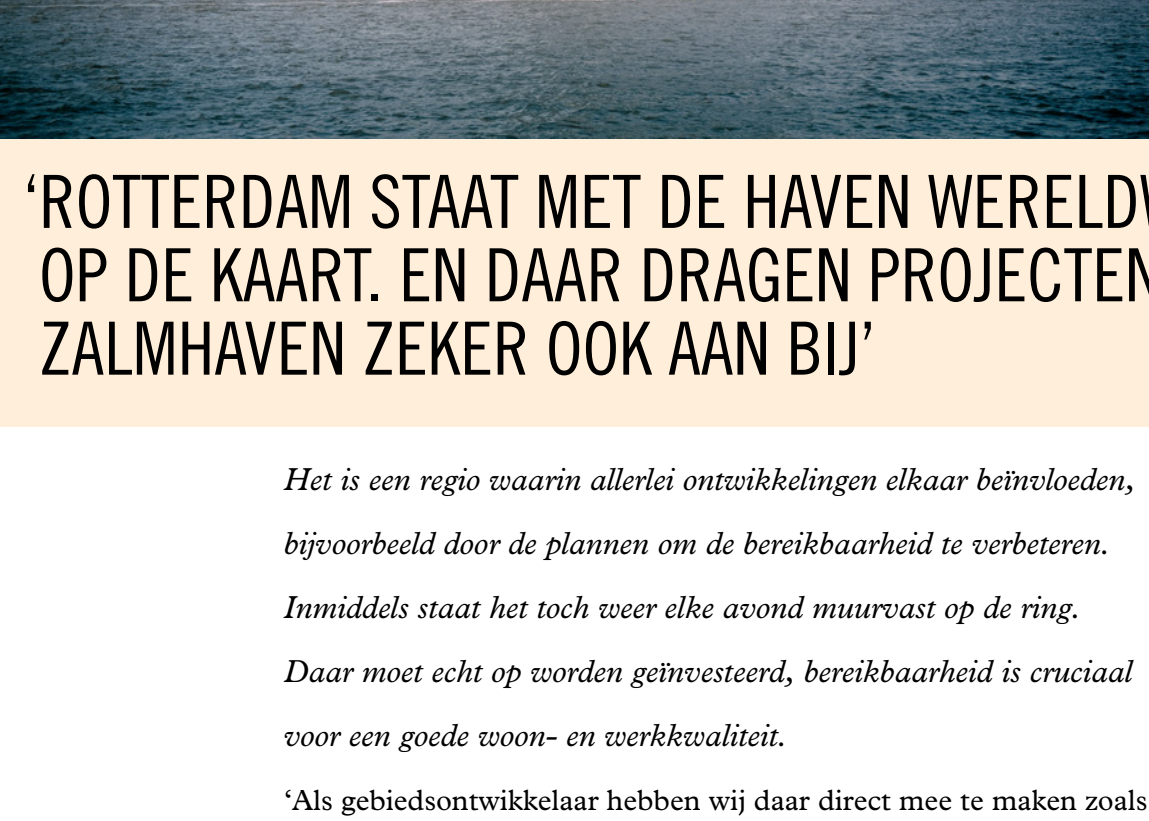 ‘ROTTERDAM STAAT MET DE HAVEN
OP DE KAART. EN DAAR DRAGEN PROJECTEN
ZALMHAVEN ZEKER OOK AAN BIJ’
Het is een regio waarin allerlei ontwikkelingen elkaar beïnvloeden,
bijvoorbeeld door de plannen om de bereikbaarheid te verbeteren.
Inmiddels staat het toch weer elke avond muurvast op de ring.
Daar moet echt op worden geïnvesteerd, bereikbaarheid is cruciaal
voor een goede woon- en werkkwaliteit.
‘Als gebiedsontwikkelaar hebben wij daar direct mee te maken zoals